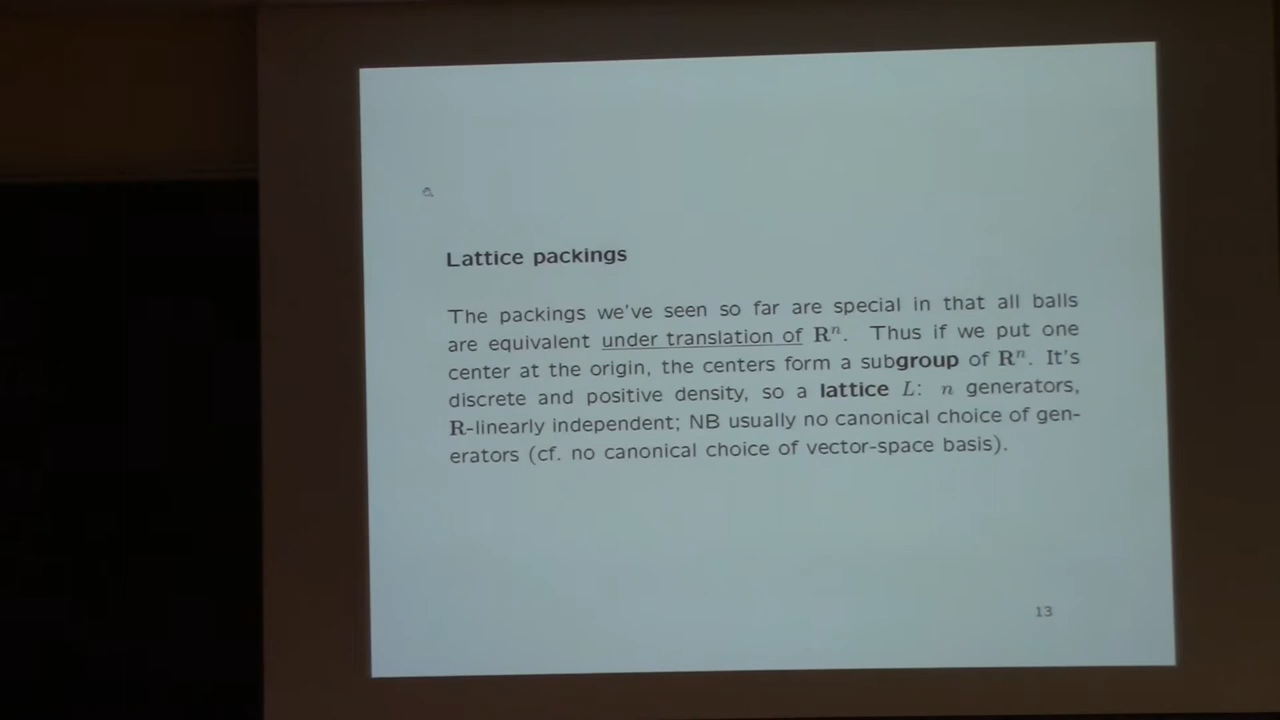 Lattice packings
The packings we've seen so far are special in that all balls
are equivalent under translation of Rⁿ. Thus if we put one
center at the origin, the centers form a subgroup of Rⁿ. It's
discrete and positive density, so a lattice L: n generators,
R-linearly independent; NB usually no canonical choice of gen-
erators (cf. no canonical choice of vector-space basis).
13